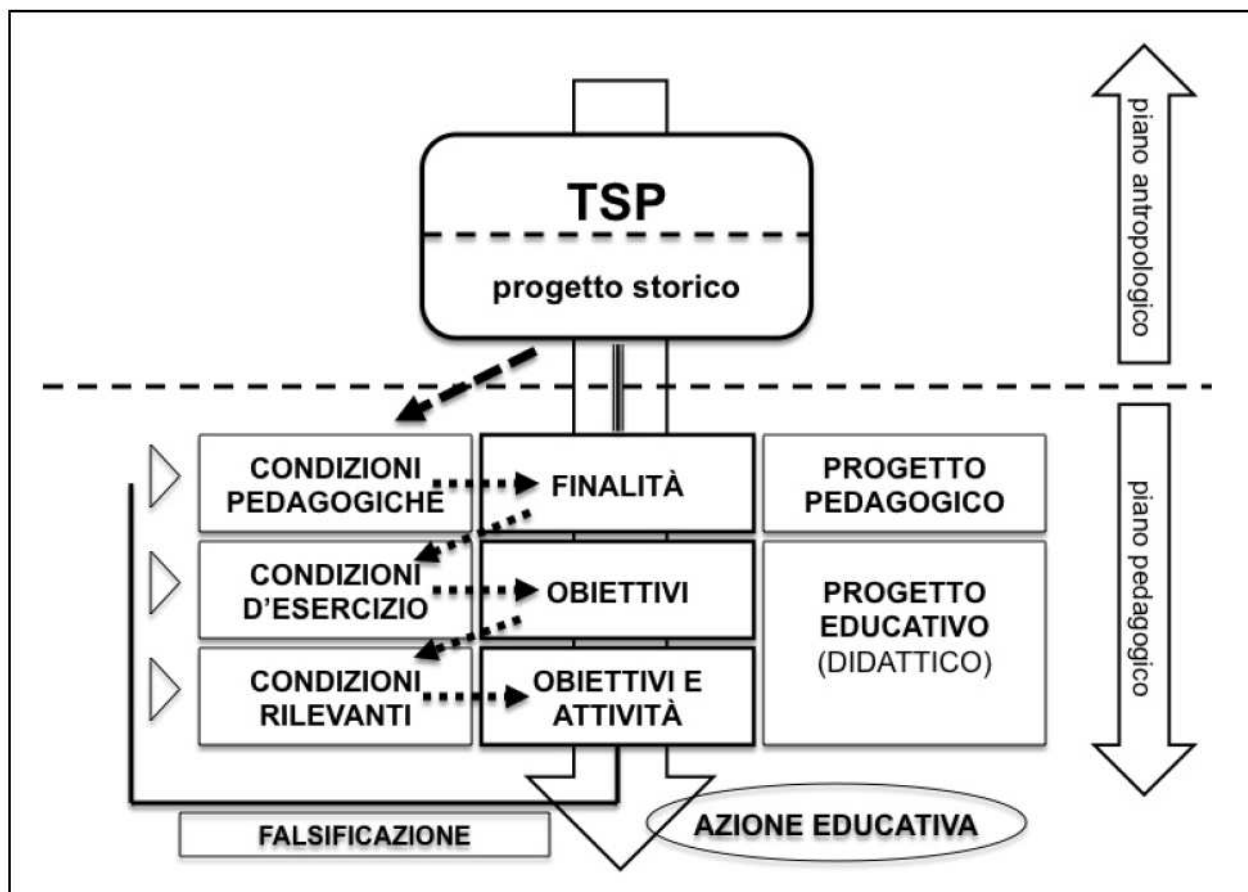 TSP
progetto storico
piano antropologico
CONDIZIONI
PEDAGOGICHE
FINALITÀ
PROGETTO
PEDAGOGICO
CONDIZIONI
D’ESERCIZIO
OBIETTIVI
PROGETTO
EDUCATIVO
(DIDATTICO)
piano pedagogico
CONDIZIONI
RILEVANTI
OBIETTIVI E
ATTIVITÀ
FALSIFICAZIONE
AZIONE EDUCATIVA